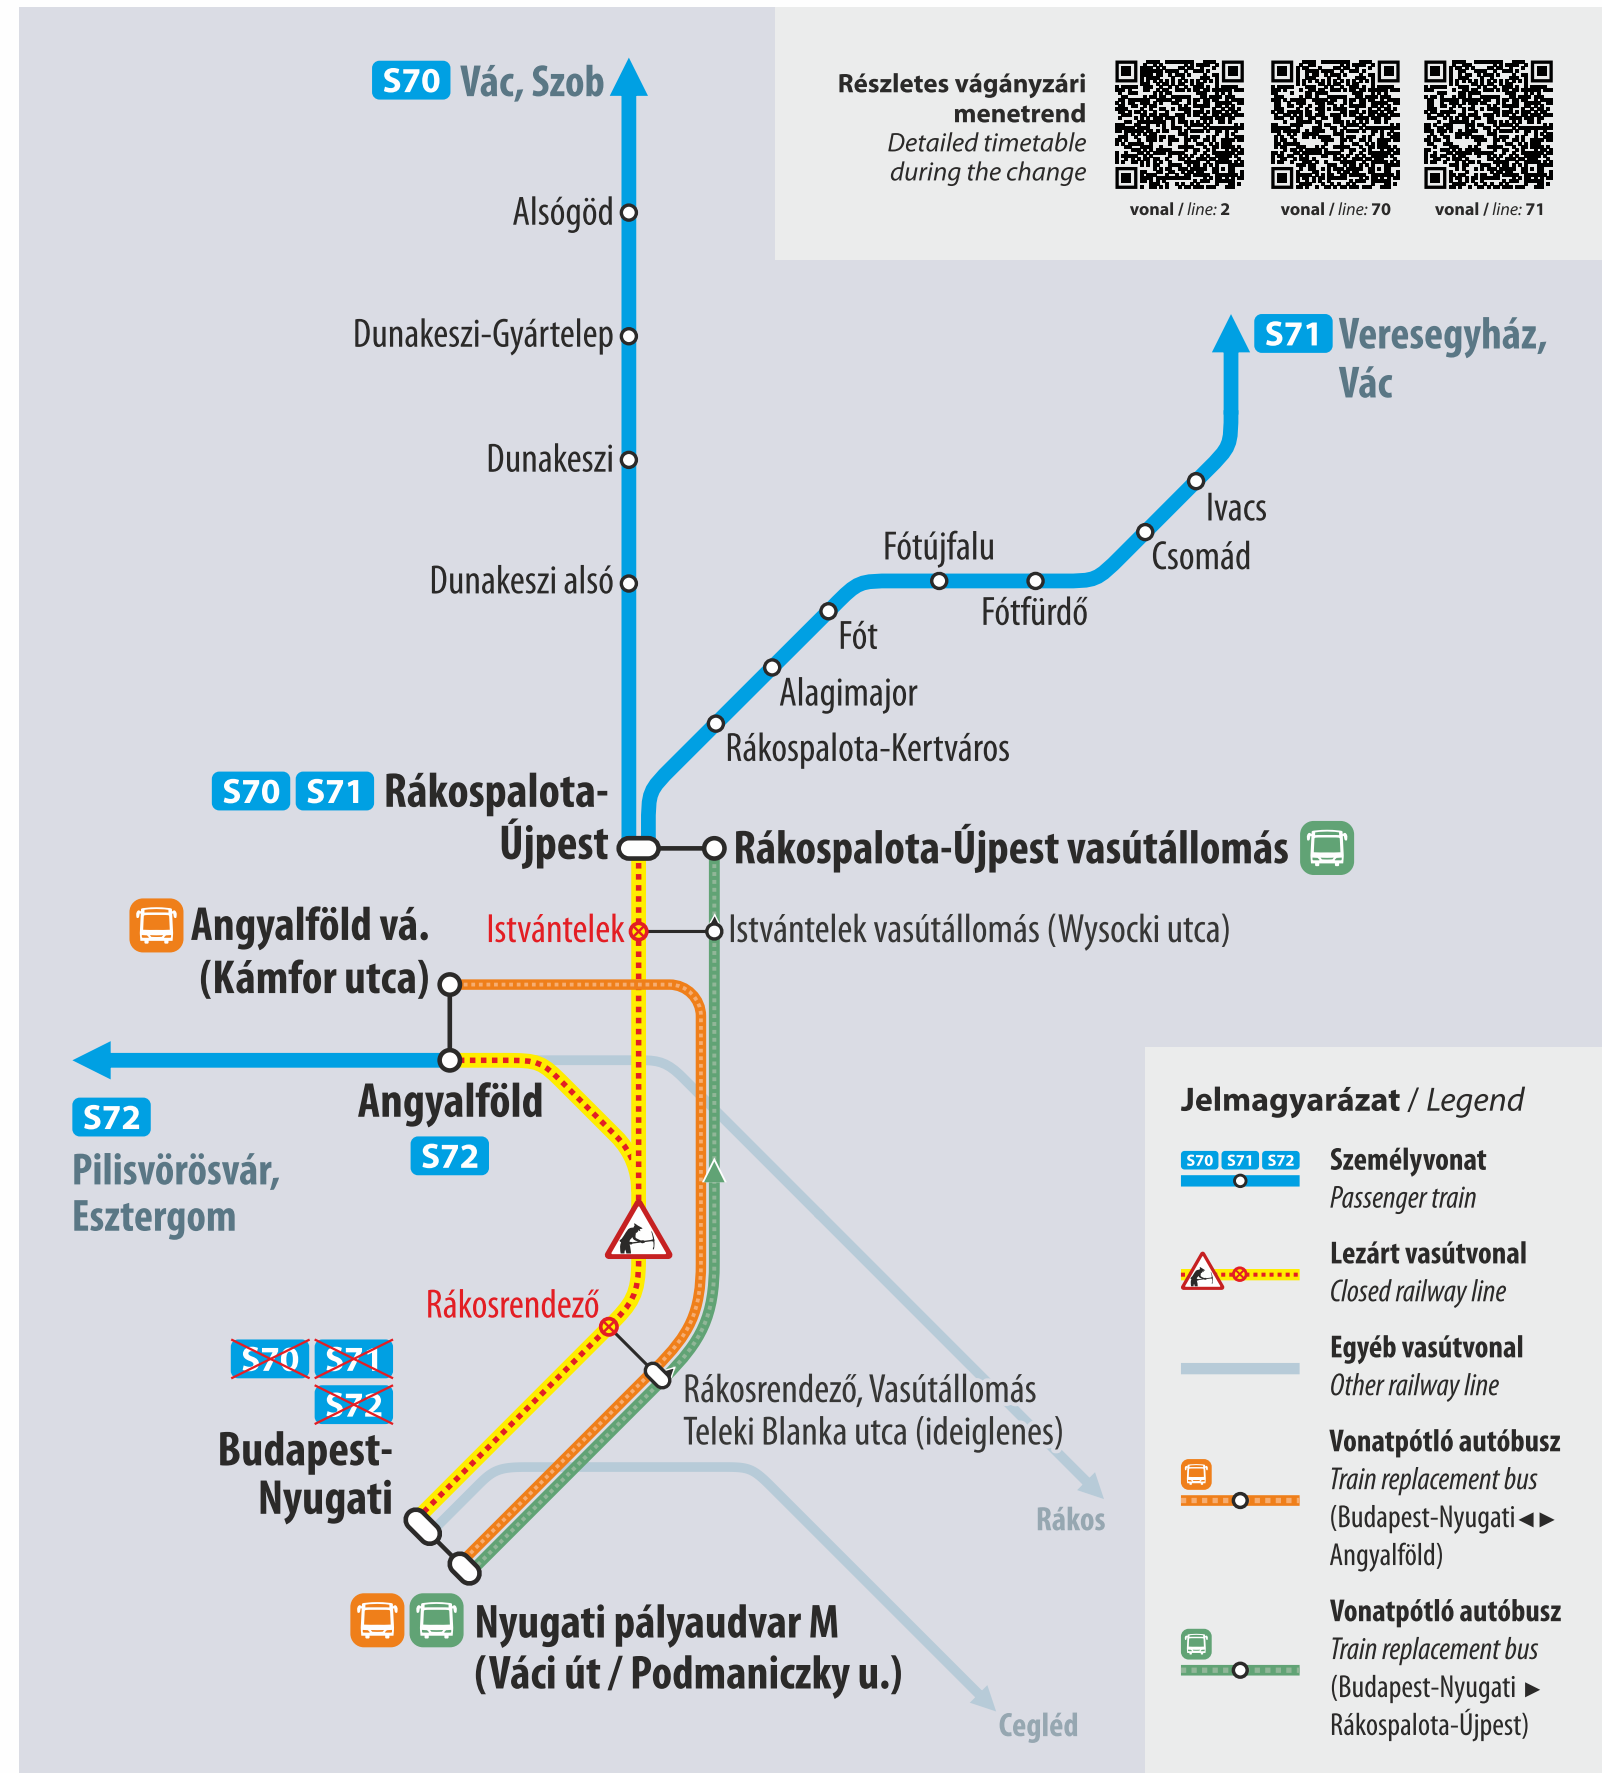 S70 Vác, Szob
Részletes vágányzári
menetrend
Detailed timetable
during the change
vonal / line: 2
vonal / line: 70
vonal / line: 71
Alsógöd
Dunakeszi-Gyártelep
S71 Veresegyház,
Vác
Dunakeszi
Ivacs
Csomád
Fótújfalu
Fótfürdő
Dunakeszi alsó
Fót
Alagimajor
Rákospalota-Kertváros
S70 S71 Rákospalota-
Újpest
Rákospalota-Újpest vasútállomás
Angyalföld vá.
(Kámfor utca)
Istvántelek
Istvántelek vasútállomás (Wysocki utca)
Angyalföld
S72
S72
Pilisvörösvár,
Esztergom
Rákosrendező
S70 S71
S72
Budapest-
Nyugati
Rákosrendező, Vasútállomás
Teleki Blanka utca (ideiglenes)
Rákos
Nyugati pályaudvar M
(Váci út / Podmaniczky u.)
Cegléd
Jelmagyarázat / Legend
S70 S71 S72
Személyvonat
Passenger train
Lezárt vasútvonal
Closed railway line
Egyéb vasútvonal
Other railway line
Vonatpótló autóbusz
Train replacement bus
(Budapest-Nyugati ◄►
Angyalföld)
Vonatpótló autóbusz
Train replacement bus
(Budapest-Nyugati ►
Rákospalota-Újpest)